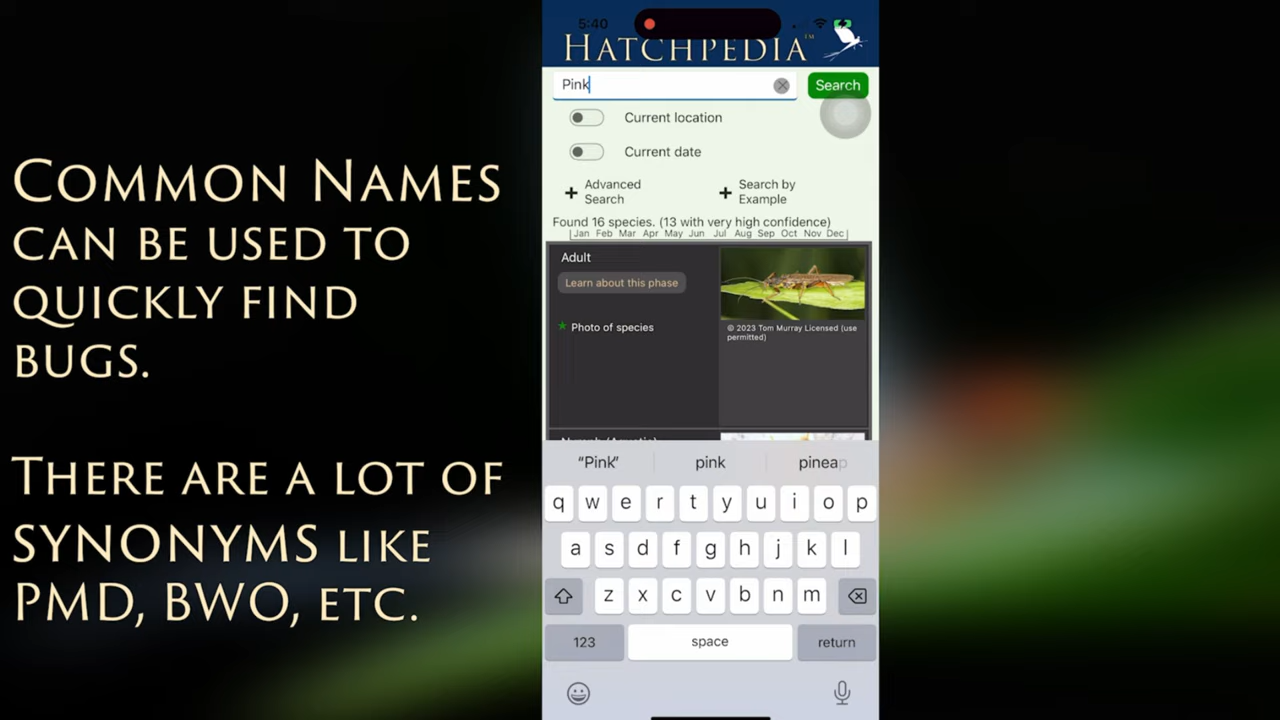 COMMON NAMES
CAN BE USED TO
QUICKLY FIND
BUGS.
THERE ARE A LOT OF
SYNONYMS LIKE
PMD, BWO, ETC.
5:40
HATCHPEDIA™
Pink
Search
Current location
Current date
+ Advanced Search
+ Search by Example
Found 16 species. (13 with very high confidence)
Jan Feb Mar Apr May Jun Jul Aug Sep Oct Nov Dec
Adult
Learn about this phase
* Photo of species
© 2023 Tom Murray Licensed (use
permitted)
“Pink” pink pineap
q w e r t y u i o p
a s d f g h j k l
z x c v b n m
123 space return